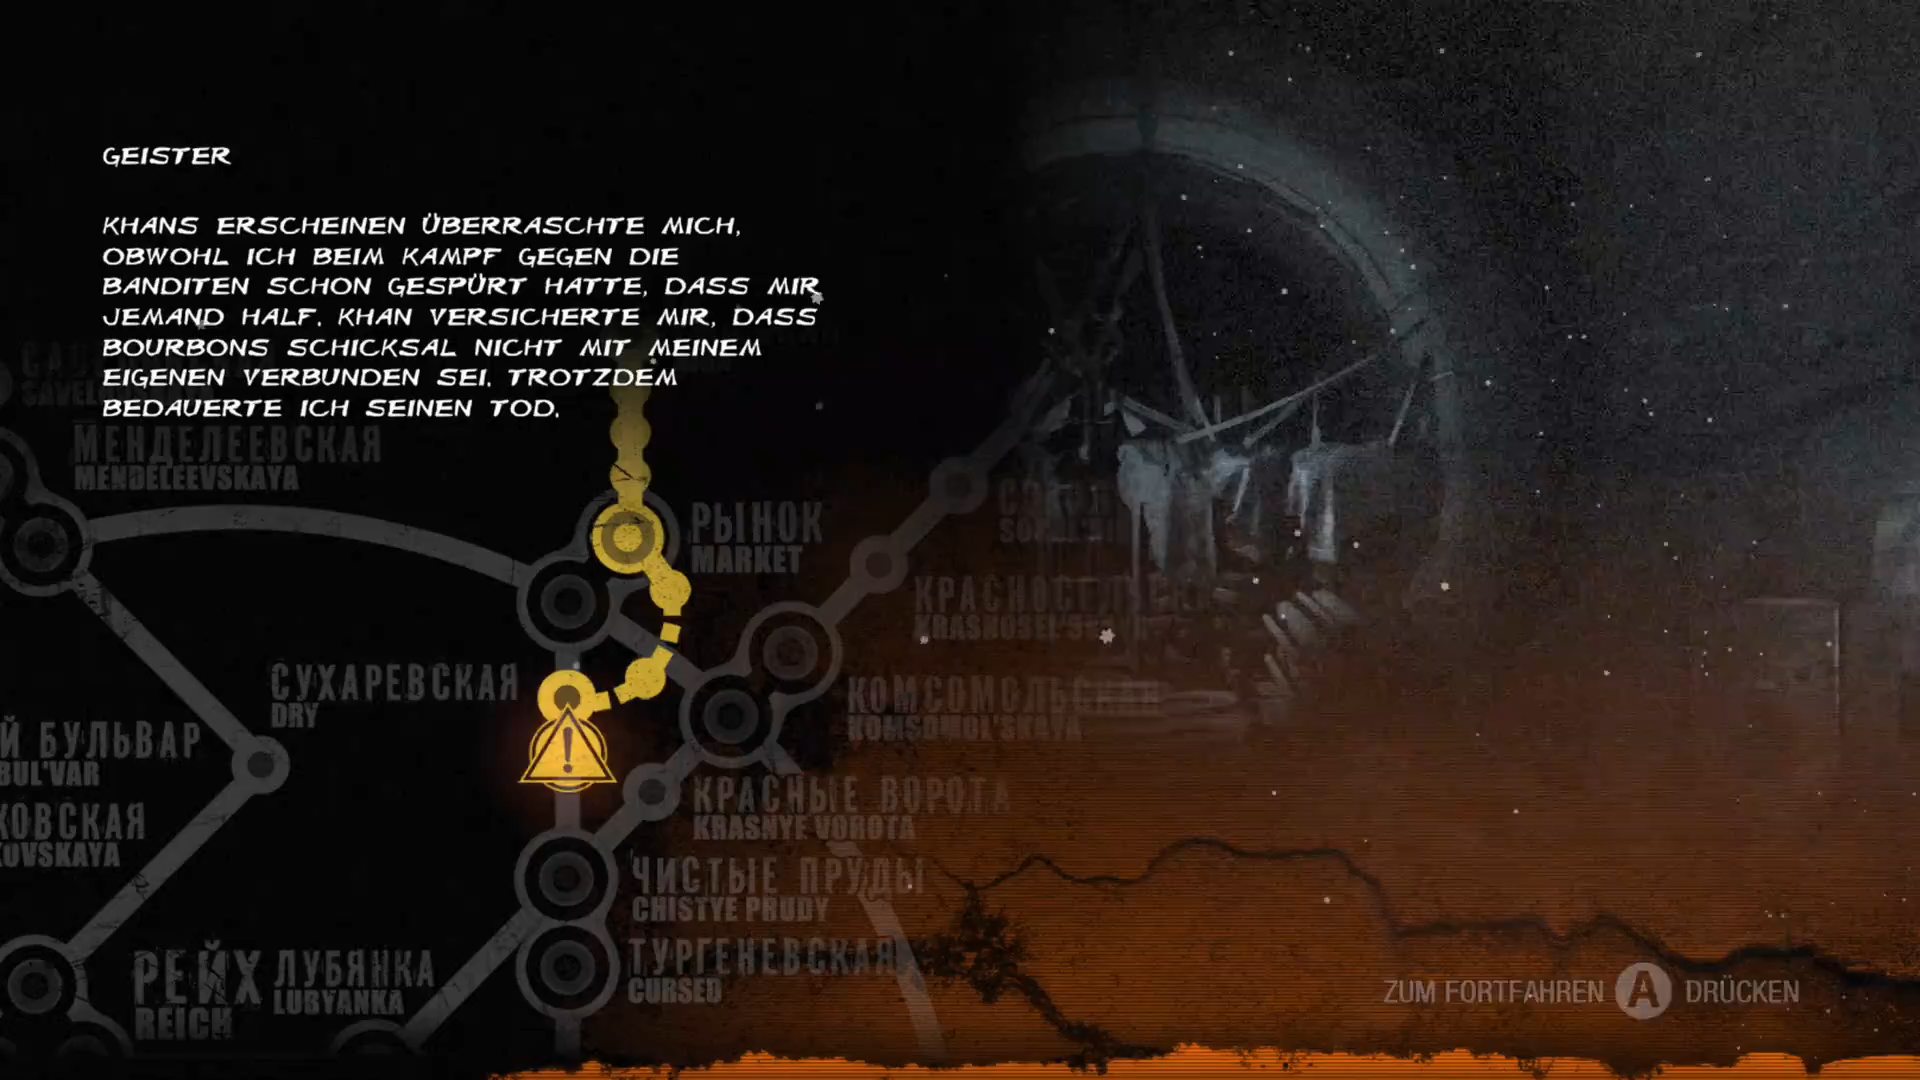 GEISTER
KHANS ERSCHEINEN ÜBERRASCHTE MICH,
OBWOHL ICH BEIM KAMPF GEGEN DIE
BANDITEN SCHON GESPÜRT HATTE, DASS MIR
JEMAND HALF. KHAN VERSICHERTE MIR, DASS
BOURBONS SCHICKSAL NICHT MIT MEINEM
EIGENEN VERBUNDEN SEI. TROTZDEM
BEDAUERTE ICH SEINEN TOD.
МЕНДЕЛЕЕВСКАЯ
MENDELEEVSKAYA
РЫНОК
MARKET
СУХАРЕВСКАЯ
DRY
Й БУЛЬВАР
BUL'VAR
КОМСОМОЛЬСКАЯ
KOMSOMOL'SKAYA
КОВСКАЯ
KOVSKAYA
КРАСНЫЕ ВОРОТА
KRASNYE VOROTA
ЧИСТЫЕ ПРУДЫ
CHISTYE PRUDY
ТУРГЕНЕВСКАЯ
CURSED
РЕЙХ
REICH
ЛУБЯНКА
LUBYANKA
ZUM FORTFAHREN A DRÜCKEN